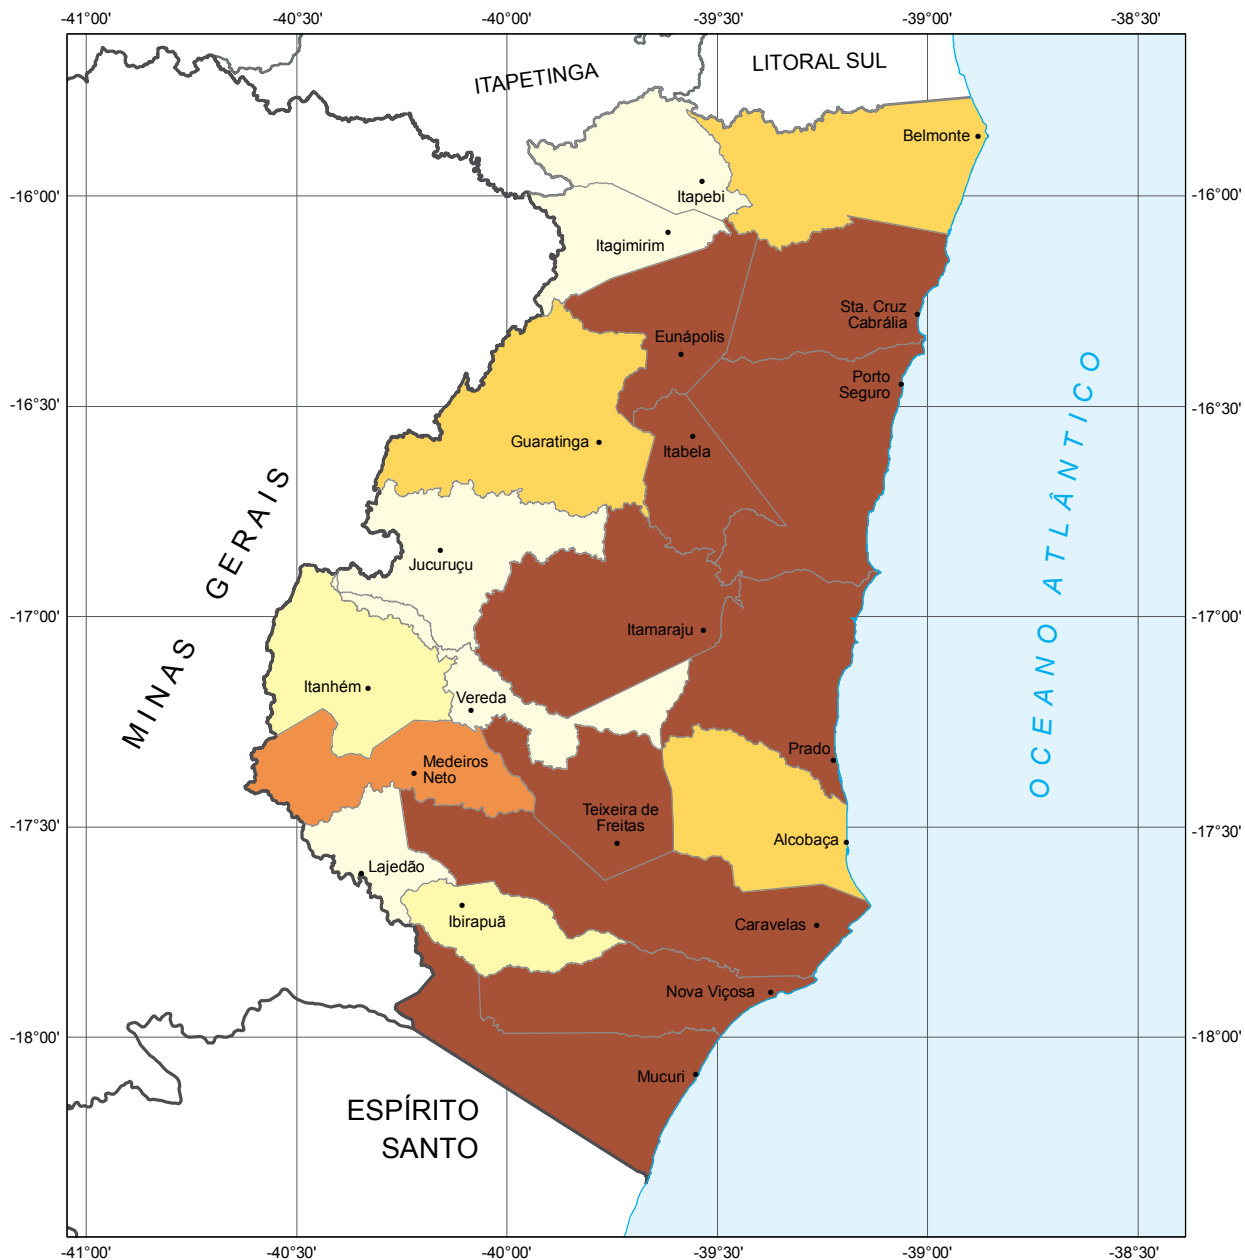 -41°00'
-40°30'
-40°00'
-39°30'
-39°00'
-38°30'
ITAPETINGA
LITORAL SUL
Belmonte
-16°00'
-16°00'
Itapebi
Itagimirim
Sta. Cruz
Cabrália
Eunápolis
Porto
Seguro
-16°30'
-16°30'
Guaratinga
Itabela
OCEANO ATLÂNTICO
MINAS GERAIS
Jucuruçu
-17°00'
-17°00'
Itamaraju
Itanhém
Vereda
Prado
Medeiros
Neto
Teixeira de
Freitas
-17°30'
-17°30'
Alcobaça
Lajedão
Ibirapuã
Caravelas
Nova Viçosa
-18°00'
-18°00'
Mucuri
ESPÍRITO
SANTO
-41°00'
-40°30'
-40°00'
-39°30'
-39°00'
-38°30'